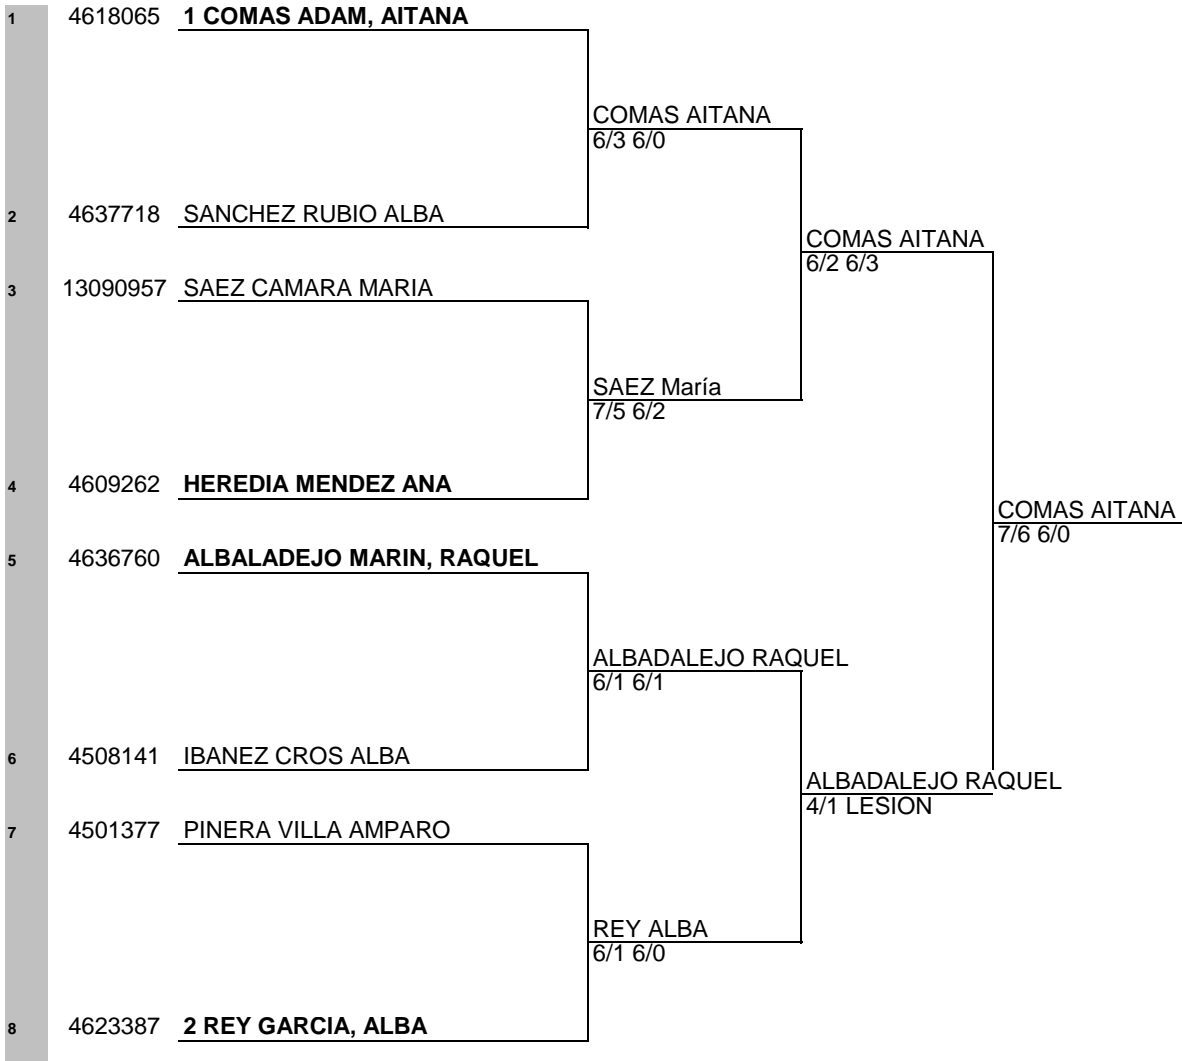 1 4618065 1 COMAS ADAM, AITANA
COMAS AITANA
6/3 6/0
2 4637718 SANCHEZ RUBIO ALBA
COMAS AITANA
6/2 6/3
3 13090957 SAEZ CAMARA MARIA
SAEZ María
7/5 6/2
4 4609262 HEREDIA MENDEZ ANA
COMAS AITANA
7/6 6/0
5 4636760 ALBALADEJO MARIN, RAQUEL
ALBADALEJO RAQUEL
6/1 6/1
6 4508141 IBANEZ CROS ALBA
ALBADALEJO RAQUEL
4/1 LESION
7 4501377 PINERA VILLA AMPARO
REY ALBA
6/1 6/0
8 4623387 2 REY GARCIA, ALBA